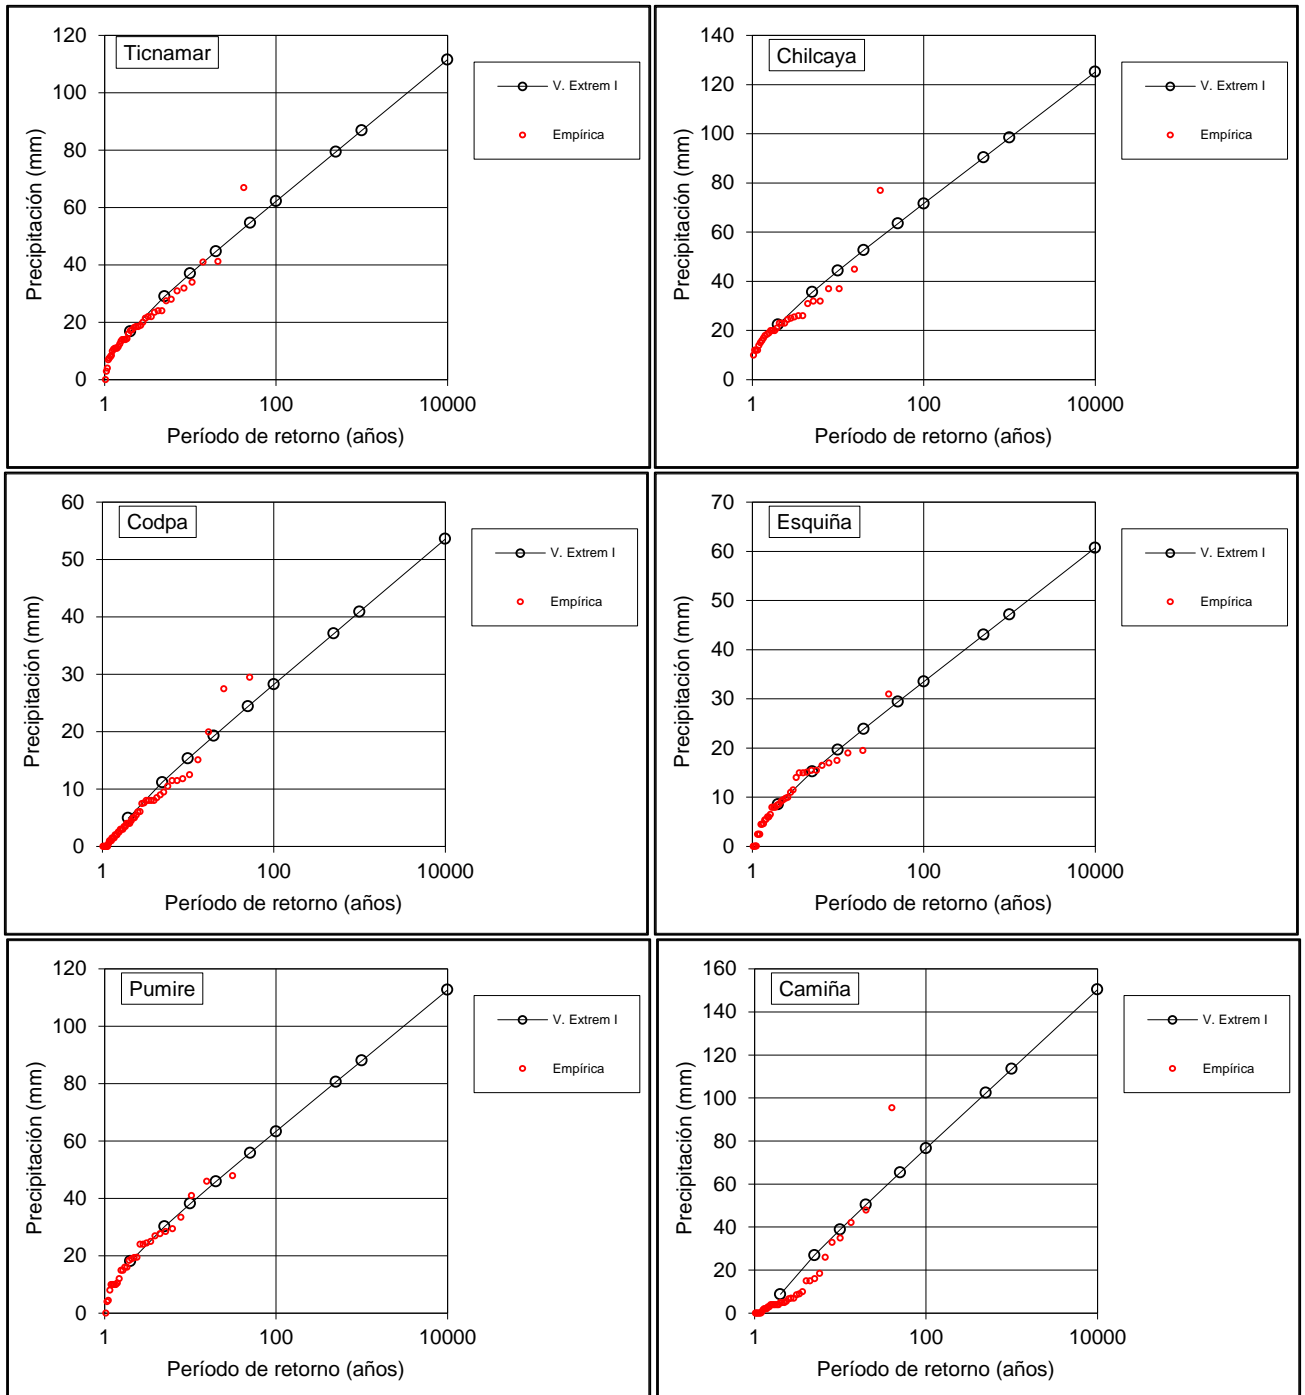 Ticnamar
120
100
80
60
40
20
0
1
100
10000
Precipitación (mm)
Período de retorno (años)
V. Extrem I
Empírica
Chilcaya
140
120
100
80
60
40
20
0
1
100
10000
Precipitación (mm)
Período de retorno (años)
V. Extrem I
Empírica
Codpa
60
50
40
30
20
10
0
1
100
10000
Precipitación (mm)
Período de retorno (años)
V. Extrem I
Empírica
Esquiña
70
60
50
40
30
20
10
0
1
100
10000
Precipitación (mm)
Período de retorno (años)
V. Extrem I
Empírica
Pumire
120
100
80
60
40
20
0
1
100
10000
Precipitación (mm)
Período de retorno (años)
V. Extrem I
Empírica
Camiña
160
140
120
100
80
60
40
20
0
1
100
10000
Precipitación (mm)
Período de retorno (años)
V. Extrem I
Empírica